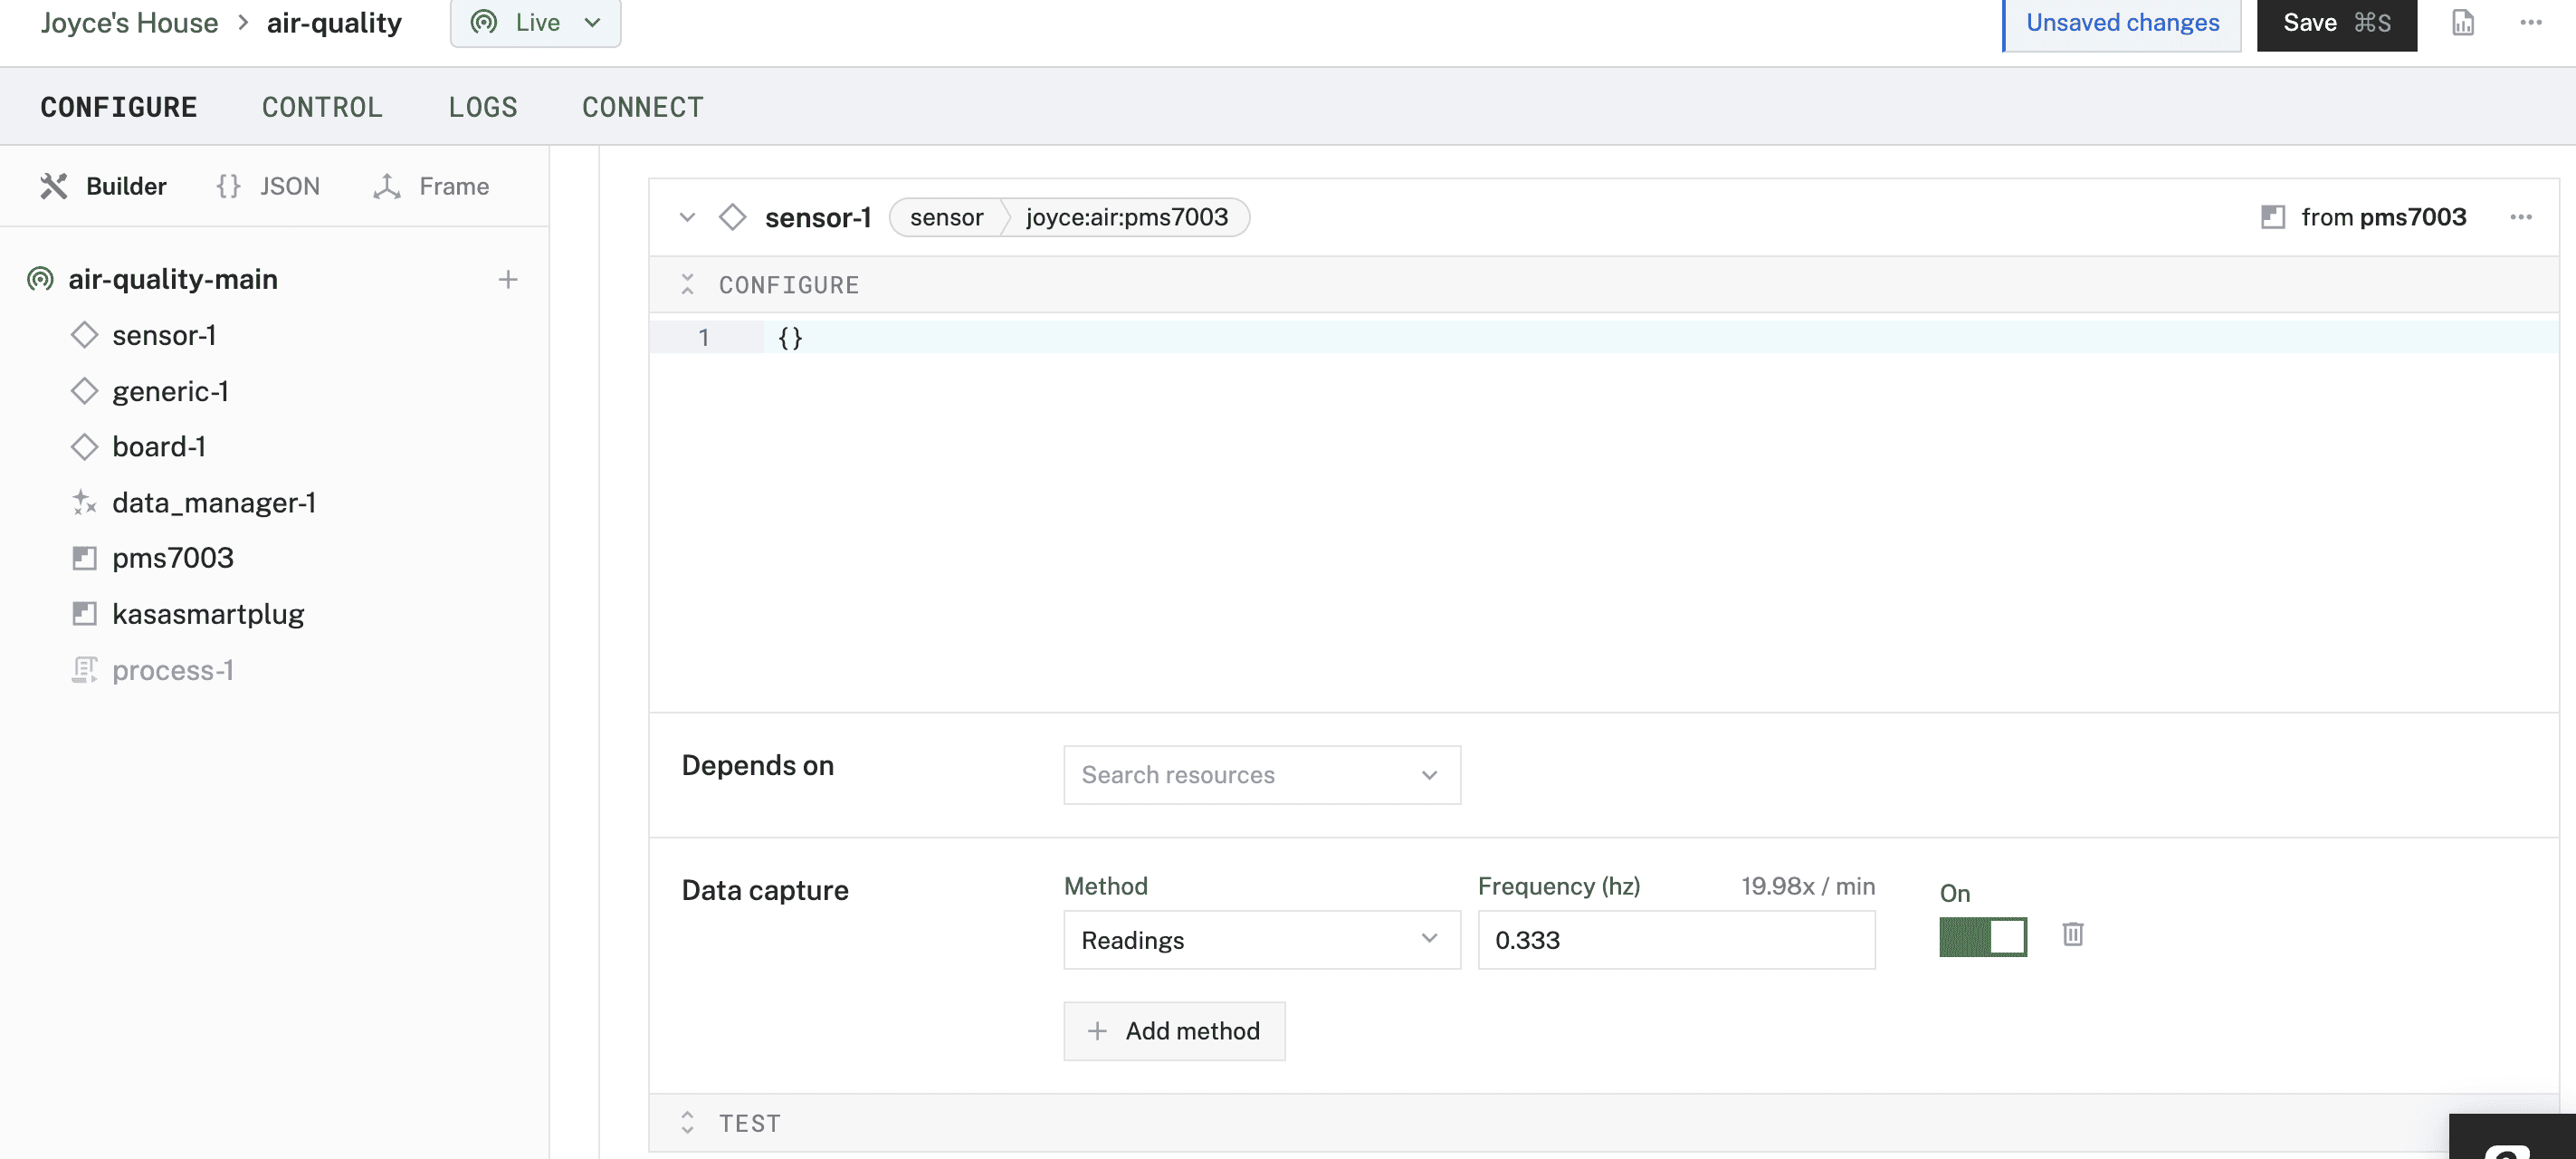 Joyce's House > air-quality Live Unsaved changes Save ⌘S
CONFIGURE CONTROL LOGS CONNECT
Builder {} JSON Frame
air-quality-main
sensor-1
generic-1
board-1
data_manager-1
pms7003
kasasmartplug
process-1
sensor-1 sensor joyce:air:pms7003 from pms7003
CONFIGURE
1 {}
Depends on Search resources
Data capture
Method Frequency (hz) 19.98x / min On
Readings 0.333
+ Add method
TEST